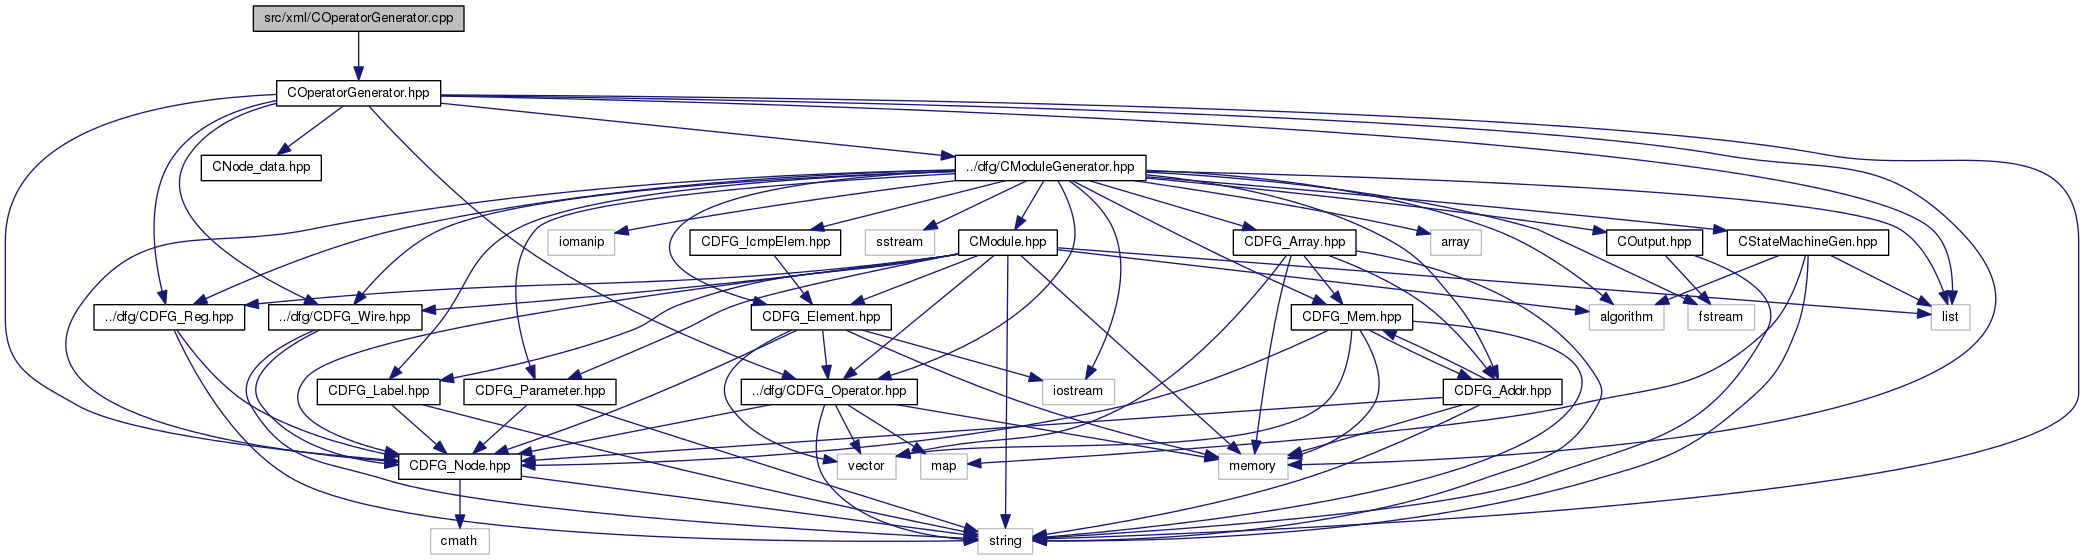 src/xml/COperatorGenerator.cpp
COperatorGenerator.hpp
CNode_data.hpp
../dfg/CModuleGenerator.hpp
iomanip
CDFG_IcmpElem.hpp
sstream
CModule.hpp
CDFG_Array.hpp
array
COutput.hpp
CStateMachineGen.hpp
../dfg/CDFG_Reg.hpp
../dfg/CDFG_Wire.hpp
CDFG_Element.hpp
CDFG_Mem.hpp
algorithm
fstream
list
CDFG_Label.hpp
CDFG_Parameter.hpp
../dfg/CDFG_Operator.hpp
iostream
CDFG_Addr.hpp
CDFG_Node.hpp
vector
map
memory
cmath
string